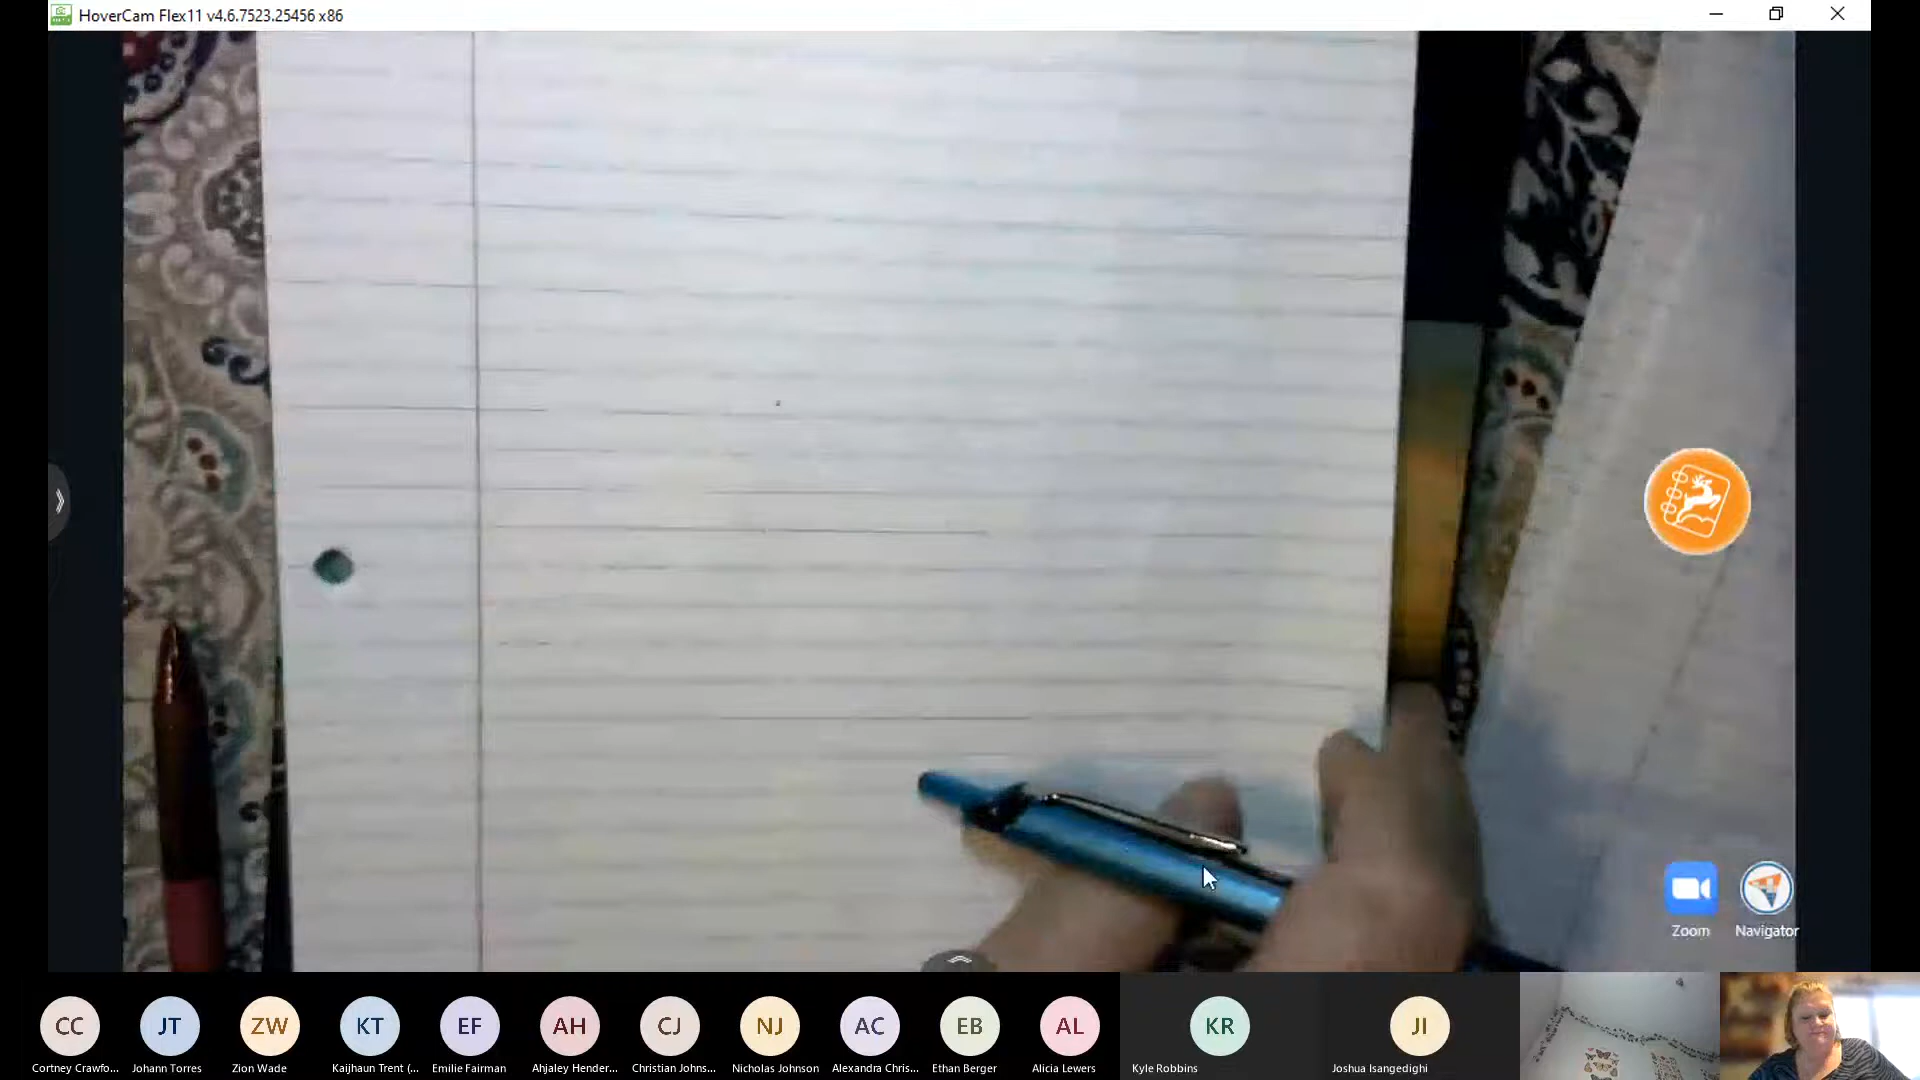 HoverCam Flex11 v4.6.7523.25456 x86
Zoom
Navigator
CC
JT
ZW
KT
EF
AH
CJ
NJ
AC
EB
AL
KR
JI
Cortney Crawfo...
Johann Torres
Zion Wade
Kaijhaun Trent (...
Emilie Fairman
Ahjaley Hender...
Christian Johns...
Nicholas Johnson
Alexandra Chris...
Ethan Berger
Alicia Lewers
Kyle Robbins
Joshua Isangedighi